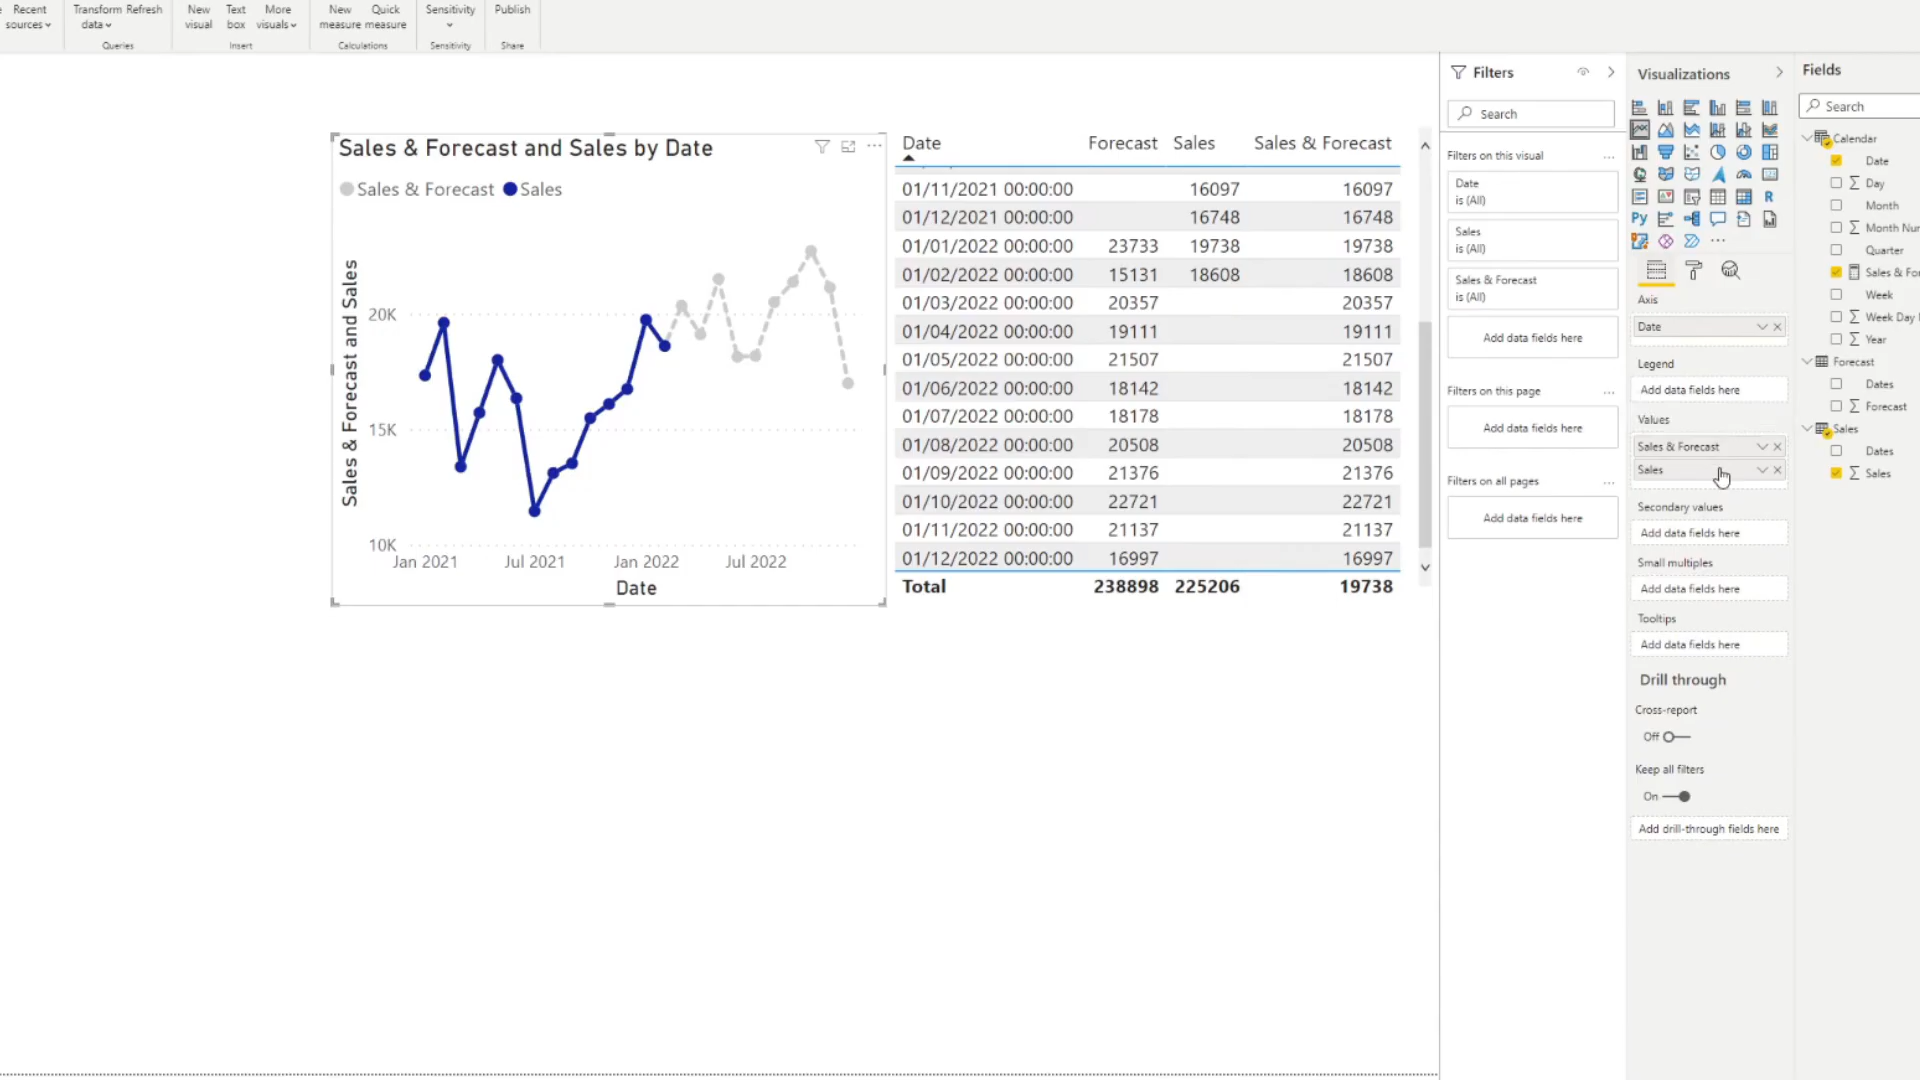 Recent
sources
Transform Refresh
data
Queries
New
visual
Text
box
More
visuals
Insert
New
measure
Quick
measure
Calculations
Sensitivity
Sensitivity
Publish
Share
Sales & Forecast and Sales by Date
Sales & Forecast Sales
Sales & Forecast and Sales
20K
15K
10K
Jan 2021 Jul 2021 Jan 2022 Jul 2022
Date
Date Forecast Sales Sales & Forecast
01/11/2021 00:00:00 16097 16097
01/12/2021 00:00:00 16748 16748
01/01/2022 00:00:00 23733 19738 19738
01/02/2022 00:00:00 15131 18608 18608
01/03/2022 00:00:00 20357 20357
01/04/2022 00:00:00 19111 19111
01/05/2022 00:00:00 21507 21507
01/06/2022 00:00:00 18142 18142
01/07/2022 00:00:00 18178 18178
01/08/2022 00:00:00 20508 20508
01/09/2022 00:00:00 21376 21376
01/10/2022 00:00:00 22721 22721
01/11/2022 00:00:00 21137 21137
01/12/2022 00:00:00 16997 16997
Total 238898 225206 19738
Filters
Search
Filters on this visual
Date
is (All)
Sales
is (All)
Sales & Forecast
is (All)
Add data fields here
Filters on this page
Add data fields here
Filters on all pages
Add data fields here
Visualizations
R
Py
Axis
Date
Legend
Add data fields here
Values
Sales & Forecast
Sales
Secondary values
Add data fields here
Small multiples
Add data fields here
Tooltips
Add data fields here
Drill through
Cross-report
Off
Keep all filters
On
Add drill-through fields here
Fields
Search
Calendar
Date
Day
Month
Month Nu
Quarter
Sales & Fo
Week
Week Day
Year
Forecast
Dates
Forecast
Sales
Dates
Sales